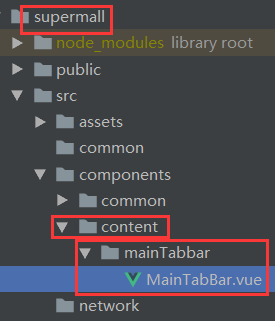 supermall
node_modules library root
public
src
assets
common
components
common
content
mainTabbar
MainTabBar.vue
network